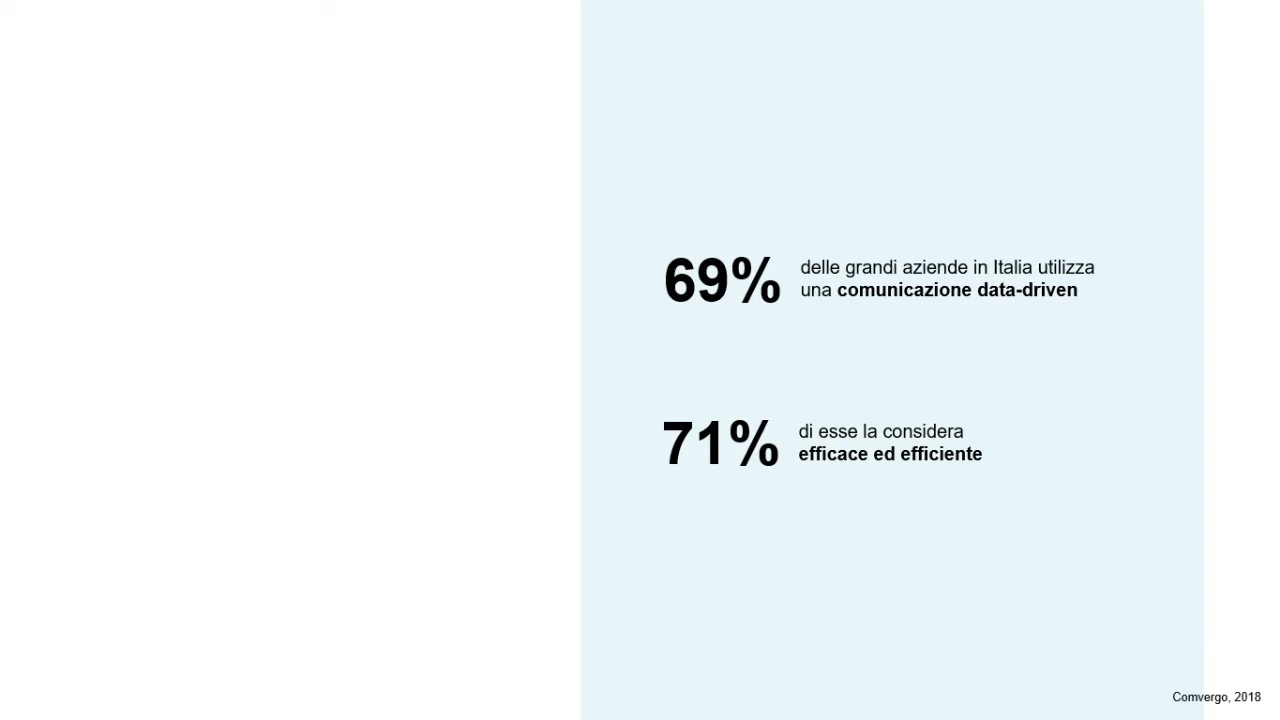 69%
delle grandi aziende in Italia utilizza
una comunicazione data-driven
71%
di esse la considera
efficace ed efficiente
Comvergo, 2018